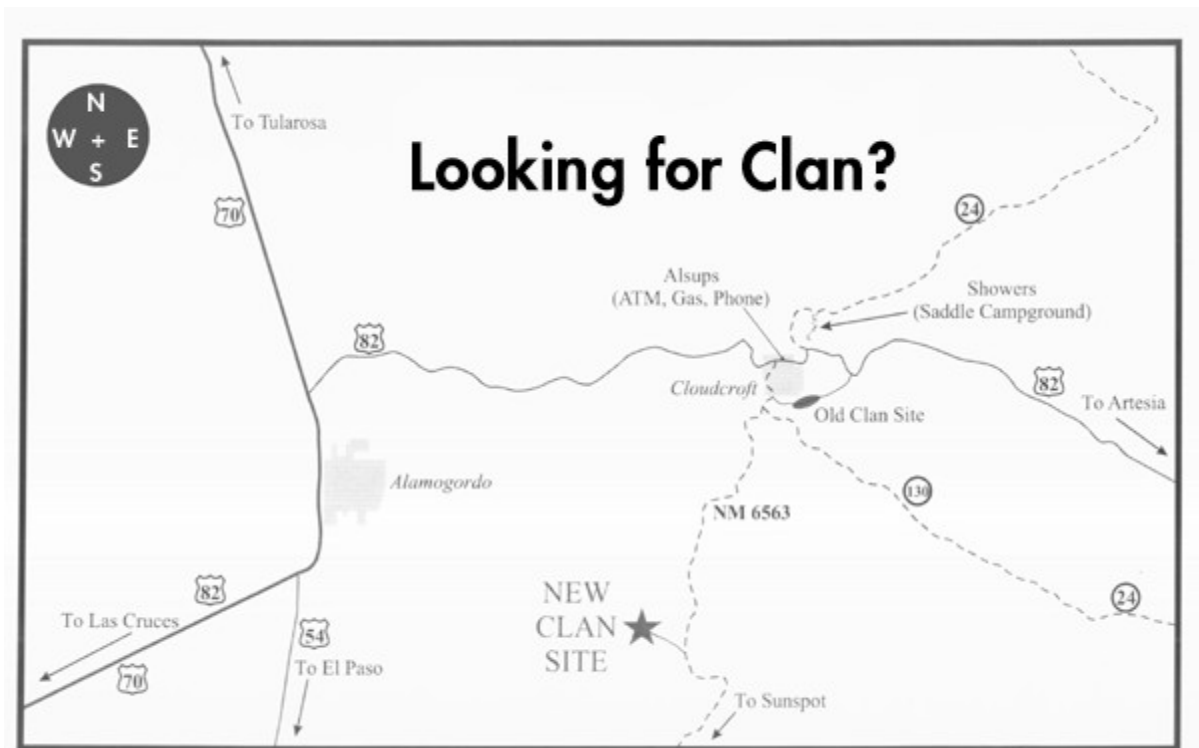 N
W + E
S
To Tularosa
Looking for Clan?
70
24
Alsups
(ATM, Gas, Phone)
Showers
(Saddle Campground)
82
Cloudcroft
82
To Artesia
Old Clan Site
Alamogordo
130
NM 6563
82
NEW
CLAN
SITE
24
To Las Cruces
54
To El Paso
70
To Sunspot